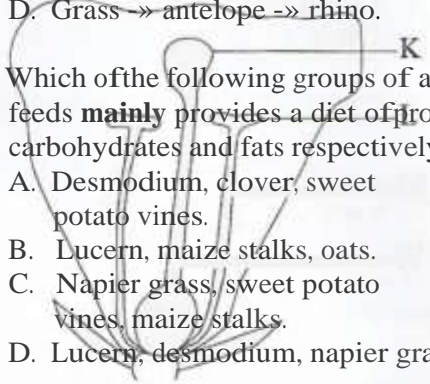 D. Grass -» antelope -» rhino.
K
Which ofthe following groups of a
feeds mainly provides a diet ofpro
L
carbohydrates and fats respectively
A. Desmodium, clover, sweet
potato vines.
B. Lucern, maize stalks, oats.
C. Napier grass, sweet potato
vines, maize stalks.
D. Lucern, desmodium, napier gra